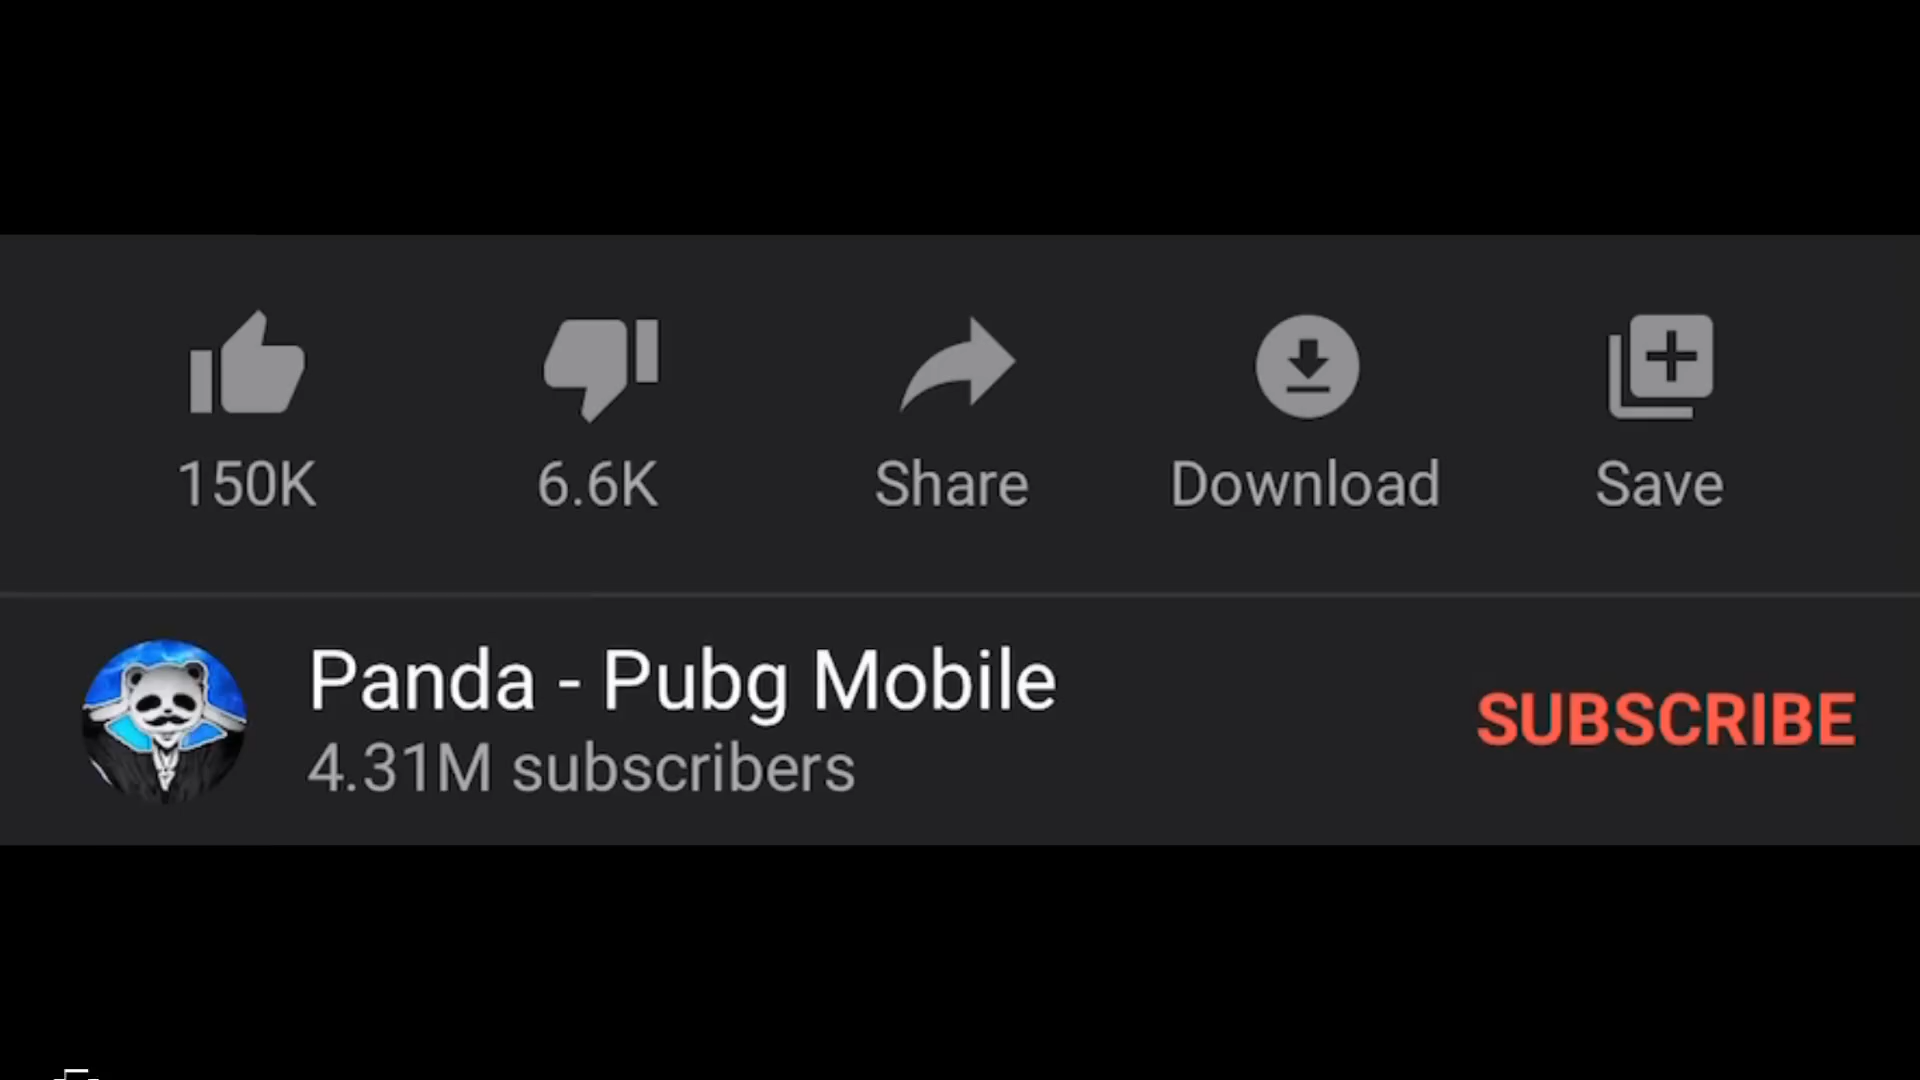 150K 6.6K Share Download Save
Panda - Pubg Mobile
4.31M subscribers
SUBSCRIBE